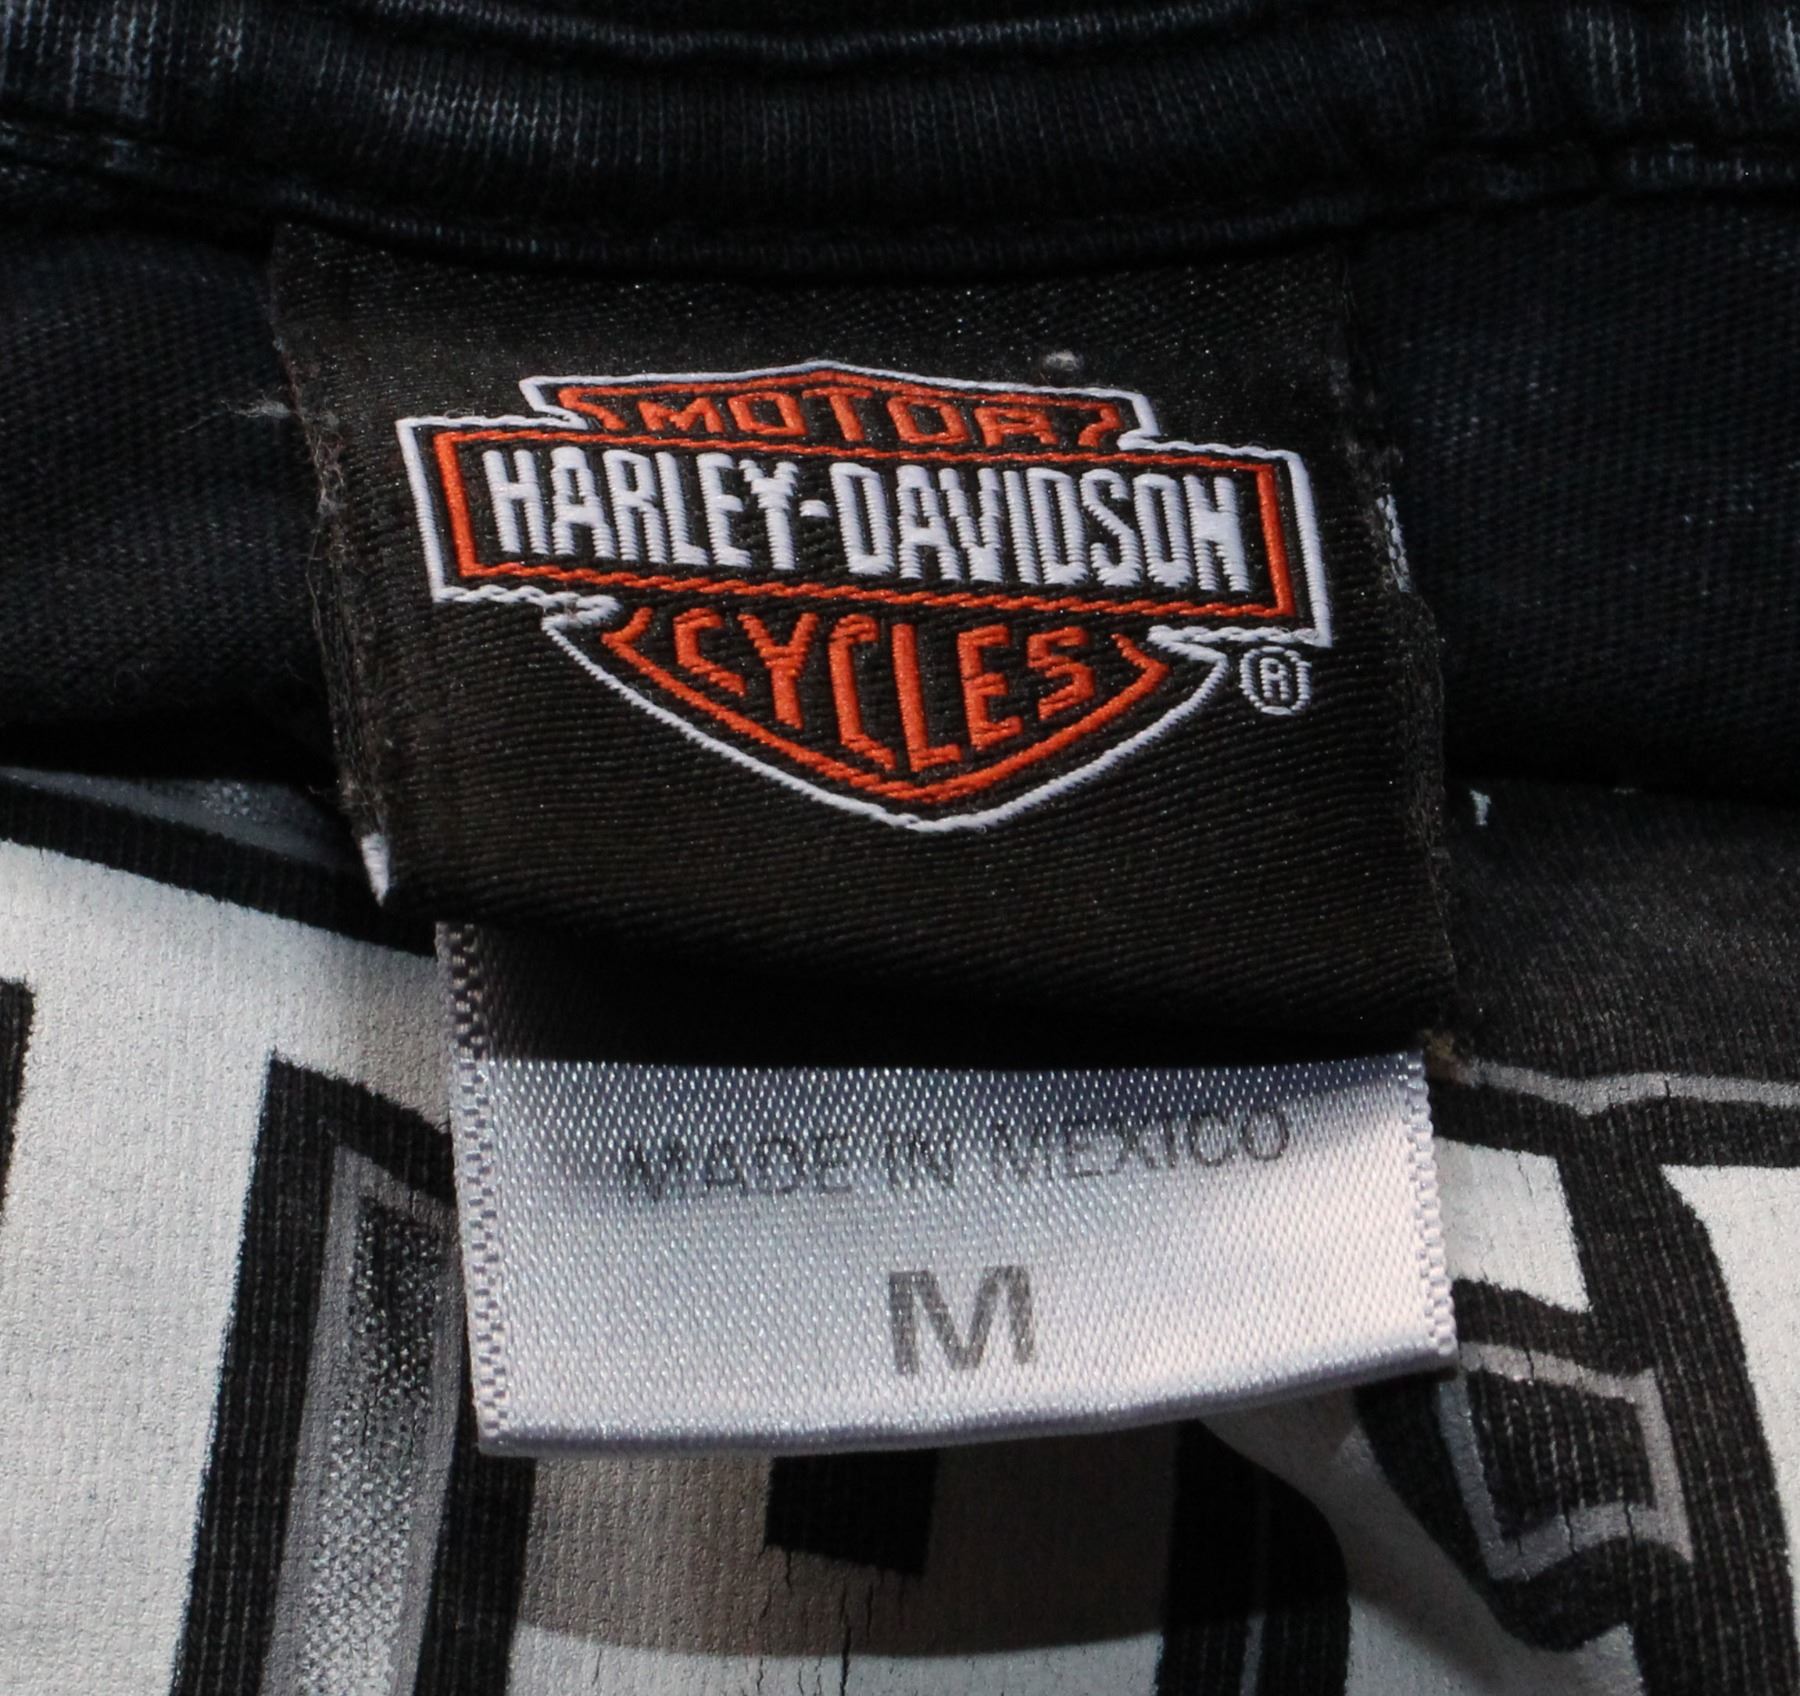 MOTOR
HARLEY-DAVIDSON
CYCLES
®
MADE IN MEXICO
M